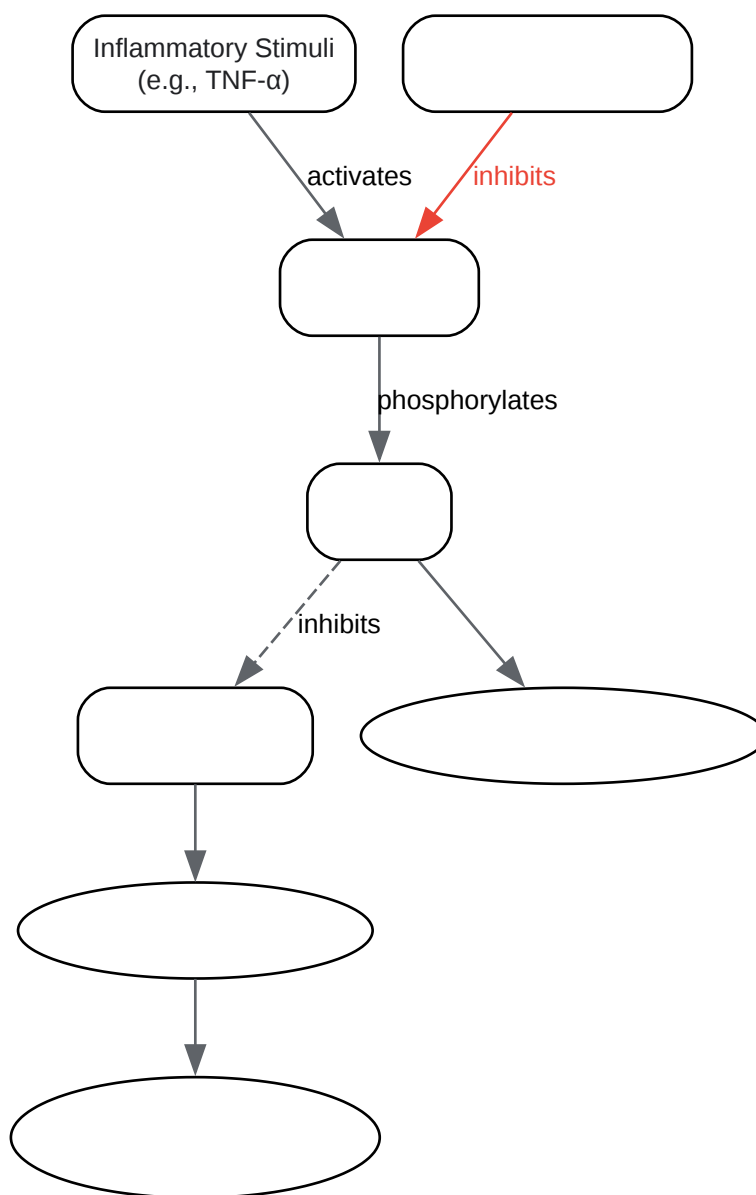 Inflammatory Stimuli
(e.g., TNF-α)
activates
inhibits
phosphorylates
inhibits